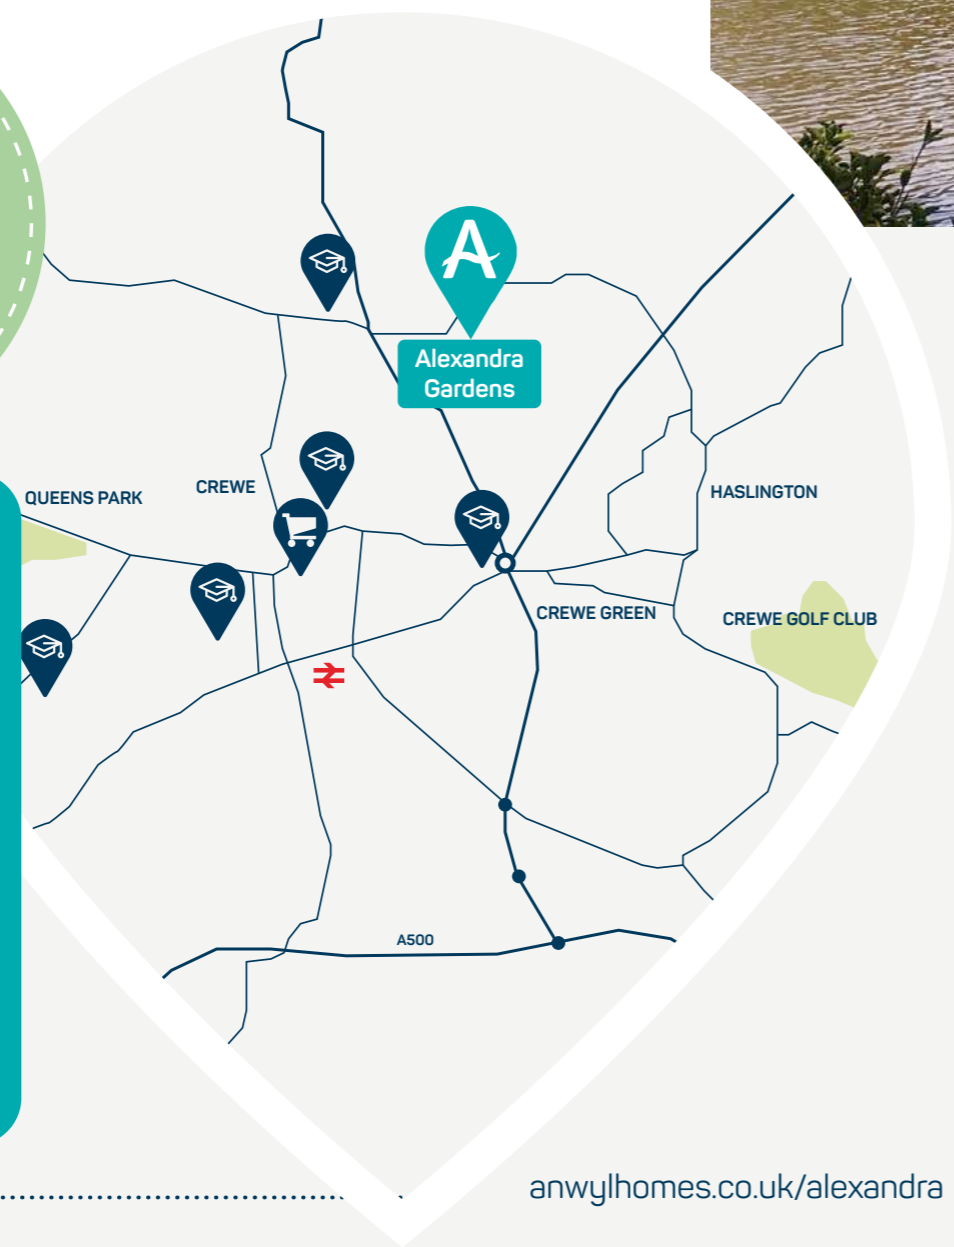 A
Alexandra
Gardens
QUEENS PARK
CREWE
HASLINGTON
CREWE GREEN
CREWE GOLF CLUB
A500
anwylhomes.co.uk/alexandra